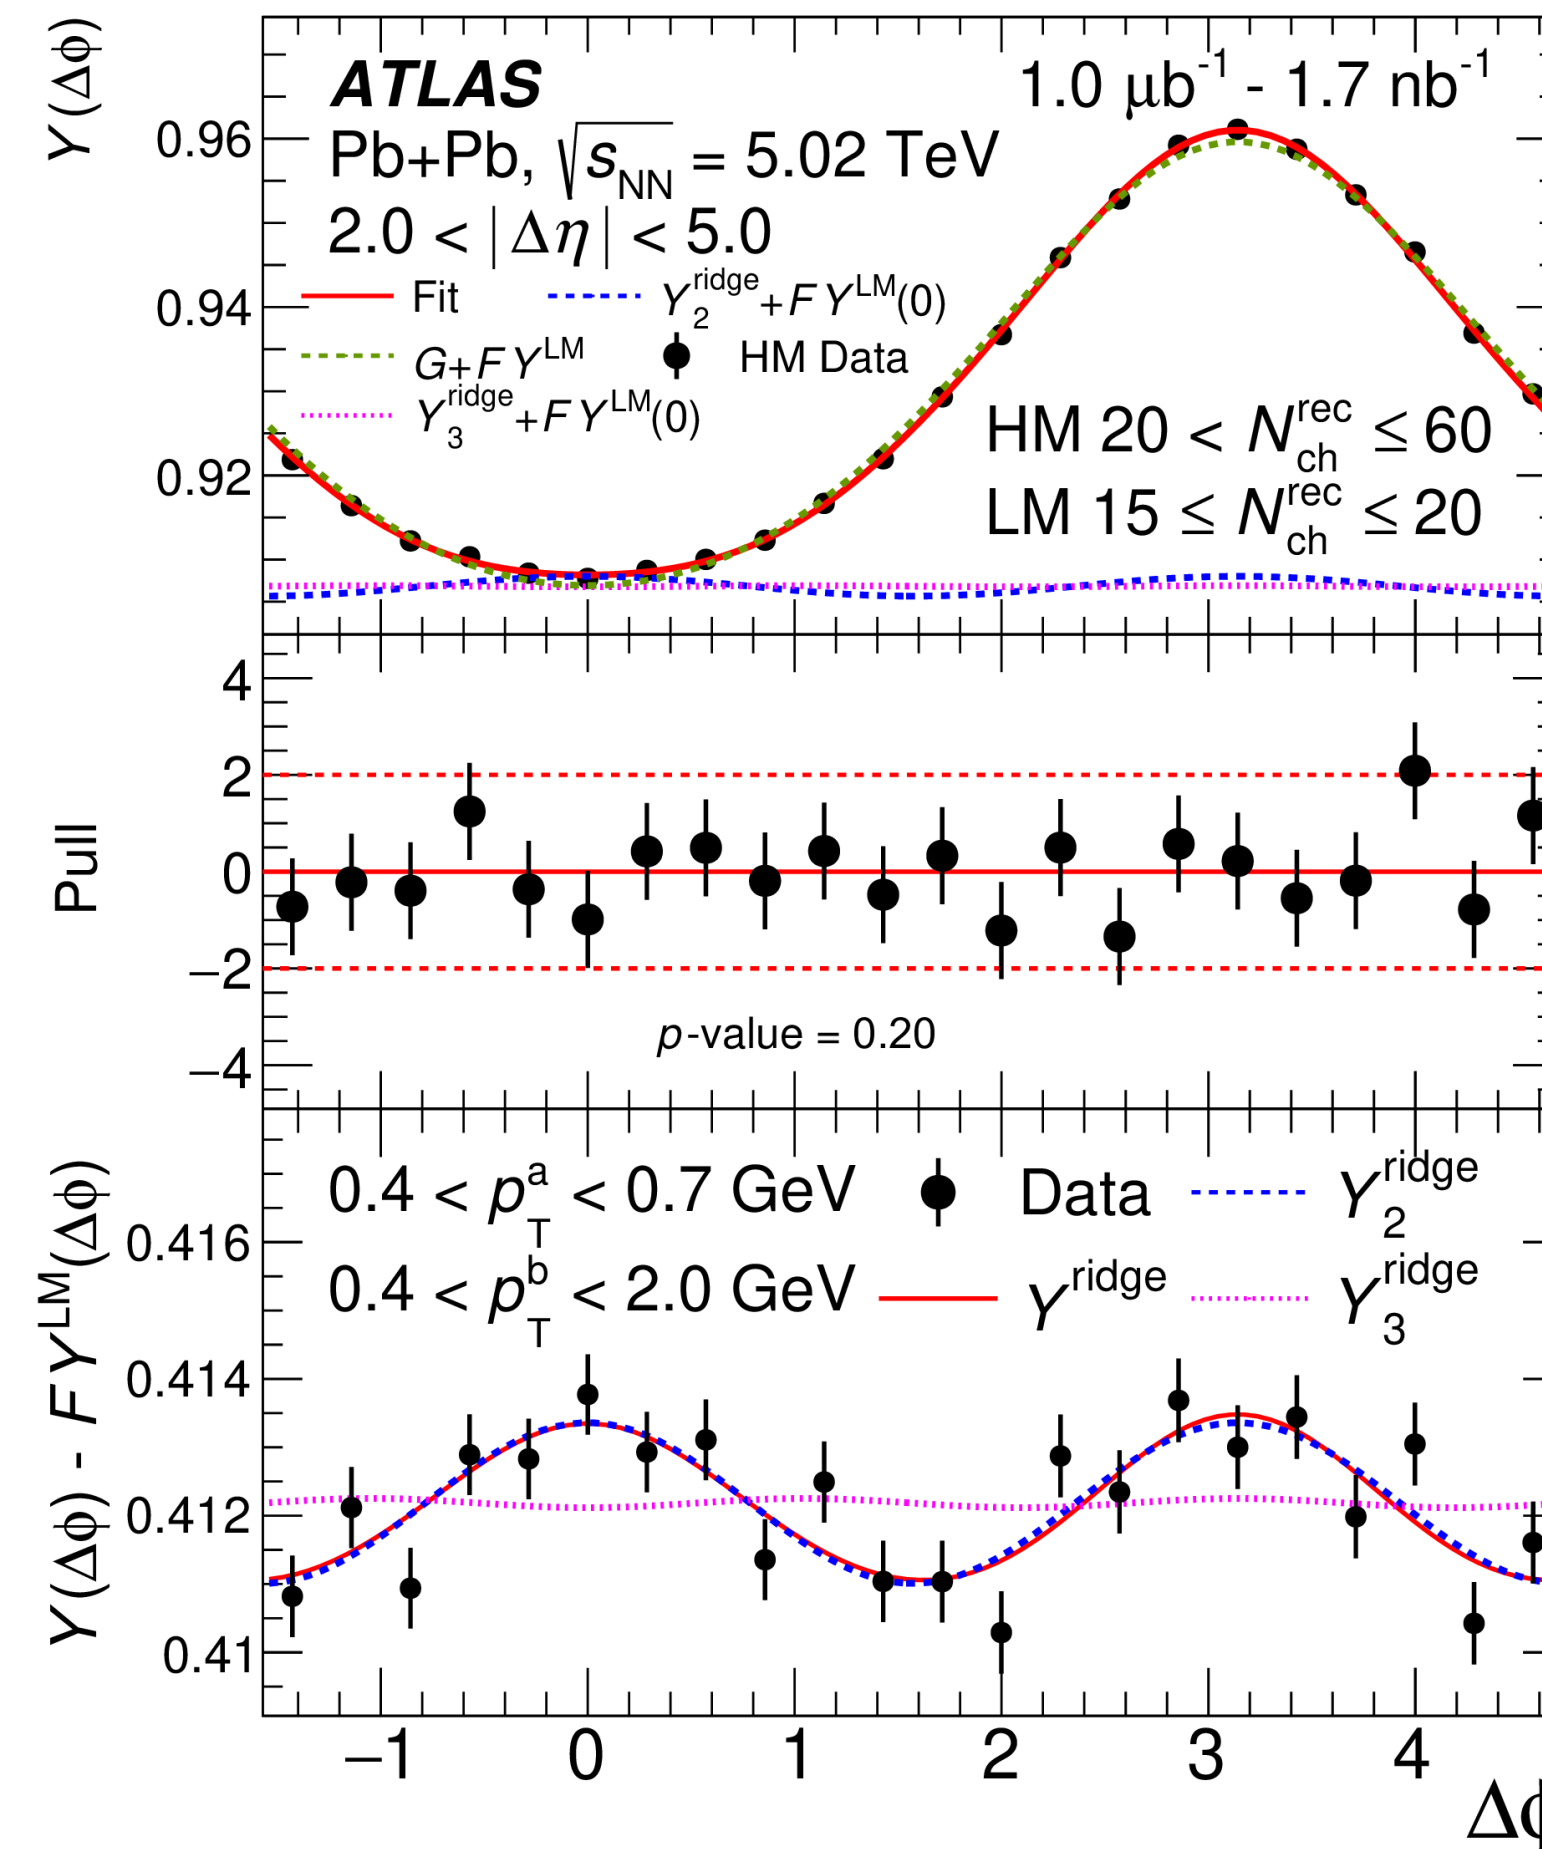 Y(Δϕ)
ATLAS
1.0 μb⁻¹ - 1.7 nb⁻¹
Pb+Pb, √s_NN = 5.02 TeV
2.0 < |Δη| < 5.0
Fit
Y₂^ridge+FY^LM(0)
G+FY^LM
HM Data
Y₃^ridge+FY^LM(0)
HM 20 < N_ch^rec ≤ 60
LM 15 ≤ N_ch^rec ≤ 20
0.96
0.94
0.92
Pull
4
2
0
−2
−4
p-value = 0.20
Y(Δϕ) - FY^LM(Δϕ)
0.4 < p_T^a < 0.7 GeV
Data
Y₂^ridge
0.4 < p_T^b < 2.0 GeV
Y^ridge
Y₃^ridge
0.416
0.414
0.412
0.41
−1 0 1 2 3 4
Δϕ